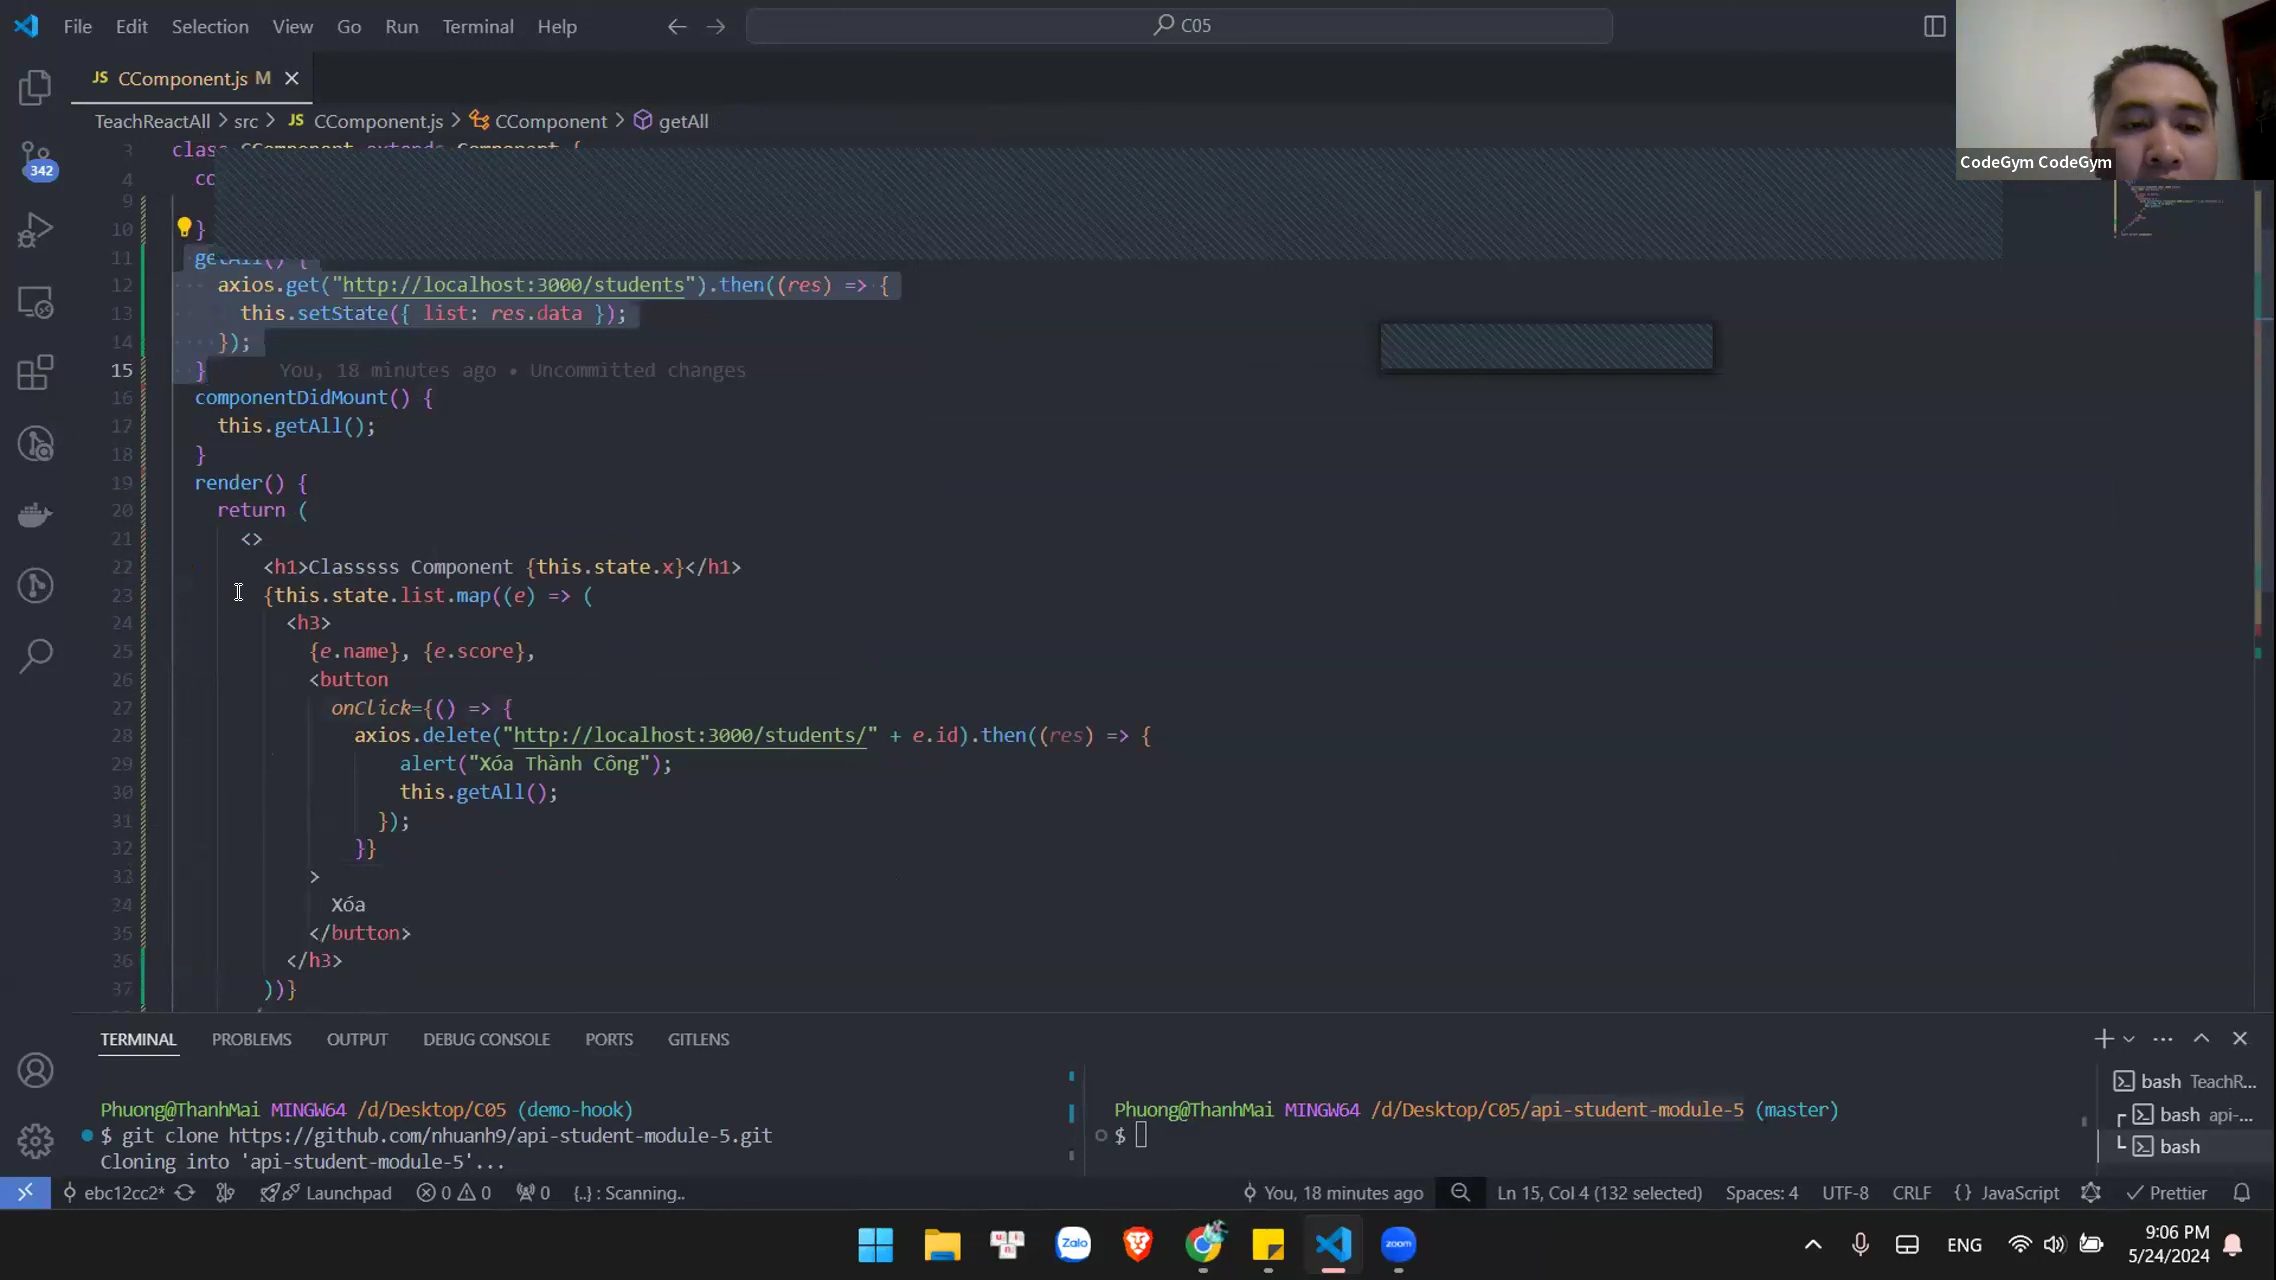 File Edit Selection View Go Run Terminal Help
C05
JS CComponent.js M
TeachReactAll > src > JS CComponent.js > CComponent > getAll
CodeGym CodeGym
342
3 class CComponent extends Component {
4
9
10 }
11 getAll() {
12 axios.get("http://localhost:3000/students").then((res) => {
13 this.setState({ list: res.data });
14 });
15 } You, 18 minutes ago • Uncommitted changes
16 componentDidMount() {
17 this.getAll();
18 }
19 render() {
20 return (
21 <>
22 <h1>Classsss Component {this.state.x}</h1>
23 {this.state.list.map((e) => (
24 <h3>
25 {e.name}, {e.score},
26 <button
27 onClick={() => {
28 axios.delete("http://localhost:3000/students/" + e.id).then((res) => {
29 alert("Xóa Thành Công");
30 this.getAll();
31 });
32 }}
33 >
34 Xóa
35 </button>
36 </h3>
37 ))}
TERMINAL PROBLEMS OUTPUT DEBUG CONSOLE PORTS GITLENS
Phuong@ThanhMai MINGW64 /d/Desktop/C05 (demo-hook)
$ git clone https://github.com/nhuanh9/api-student-module-5.git
Cloning into 'api-student-module-5'...
Phuong@ThanhMai MINGW64 /d/Desktop/C05/api-student-module-5 (master)
$
bash TeachR...
bash api-...
bash
ebc12cc2* Launchpad 0 0 0 {..} : Scanning.. You, 18 minutes ago Ln 15, Col 4 (132 selected) Spaces: 4 UTF-8 CRLF {} JavaScript Prettier
Zalo
zoom
ENG
9:06 PM
5/24/2024